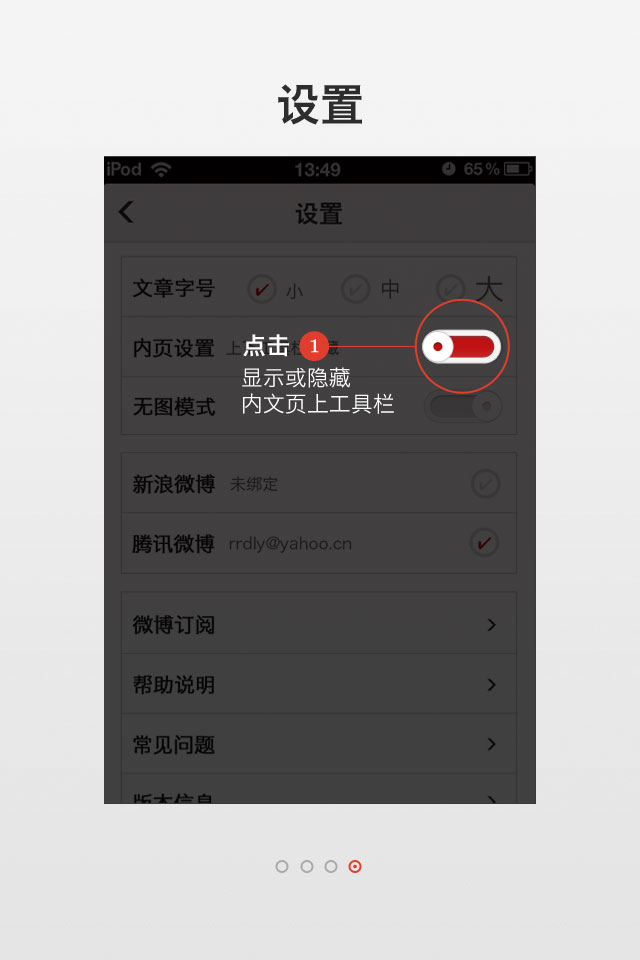 设置
iPod 13:49 65%
设置
文章字号 小 中 大
内页设置 上 藏
点击 1
显示或隐藏
内文页上工具栏
无图模式
新浪微博 未绑定
腾讯微博 rrdly@yahoo.cn
微博订阅
帮助说明
常见问题
版本信息